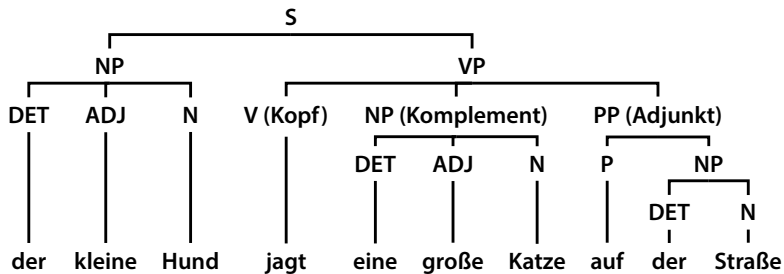 S
NP VP
DET ADJ N V (Kopf) NP (Komplement) PP (Adjunkt)
DET ADJ N P NP
DET N
der kleine Hund jagt eine große Katze auf der Straße